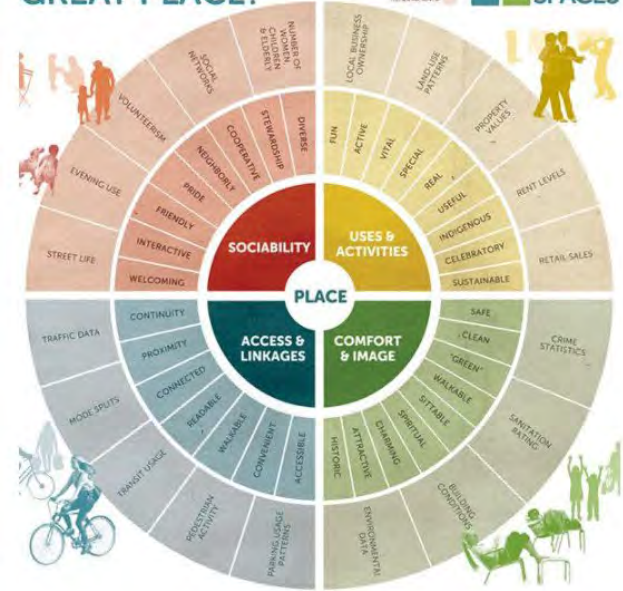 GREAT PLACE?
SPACES
NUMBER OF
WOMEN,
CHILDREN
& ELDERLY
SOCIAL
NETWORKS
VOLUNTEERISM
EVENING USE
STREET LIFE
LOCAL BUSINESS
OWNERSHIP
LAND-USE
PATTERNS
PROPERTY
VALUES
RENT LEVELS
RETAIL SALES
DIVERSE
STEWARDSHIP
COOPERATIVE
NEIGHBORLY
PRIDE
FRIENDLY
INTERACTIVE
WELCOMING
FUN
ACTIVE
VITAL
SPECIAL
REAL
USEFUL
INDIGENOUS
CELEBRATORY
SUSTAINABLE
SOCIABILITY
USES &
ACTIVITIES
PLACE
ACCESS &
LINKAGES
COMFORT
& IMAGE
CONTINUITY
PROXIMITY
CONNECTED
READABLE
WALKABLE
CONVENIENT
ACCESSIBLE
SAFE
CLEAN
"GREEN"
WALKABLE
SITTABLE
SPIRITUAL
CHARMING
ATTRACTIVE
HISTORIC
TRAFFIC DATA
MODE SPLITS
TRANSIT USAGE
PEDESTRIAN
ACTIVITY
PARKING USAGE
PATTERNS
CRIME
STATISTICS
SANITATION
RATING
BUILDING
CONDITIONS
ENVIRONMENTAL
DATA